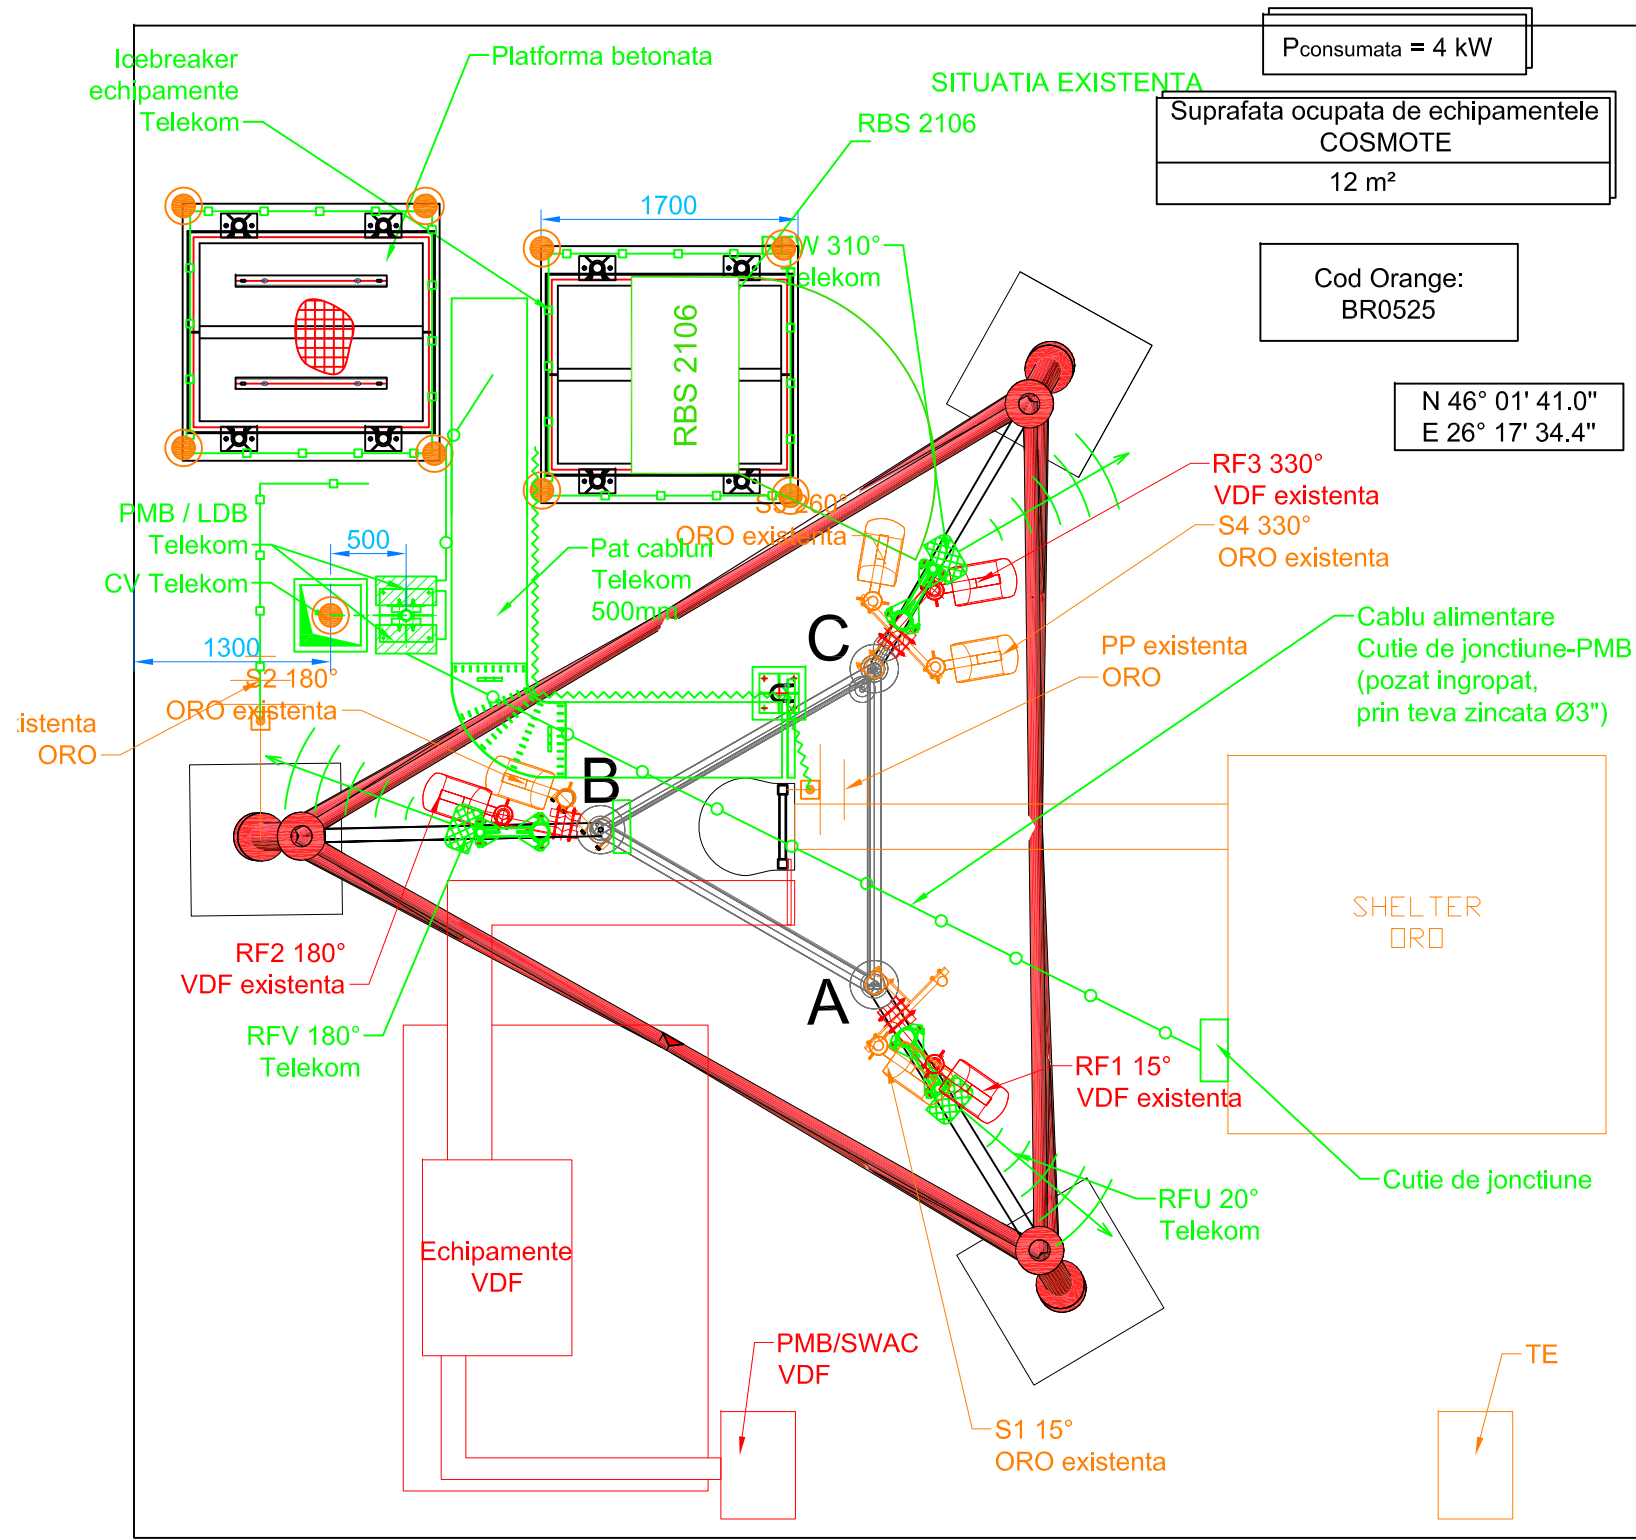 Pconsumata = 4 kW
Icebreaker
echipamente
Telekom
Platforma betonata
SITUATIA EXISTENTA
RBS 2106
Suprafata ocupata de echipamentele
COSMOTE
12 m²
1700
310°
Telekom
Cod Orange:
BR0525
RBS 2106
N 46° 01' 41.0"
E 26° 17' 34.4"
RF3 330°
VDF existenta
S4 330°
ORO existenta
S3 260°
ORO existenta
PMB / LDB
Telekom
500
CV Telekom
Pat cabluri
Telekom
500mm
C
Cablu alimentare
Cutie de jonctiune-PMB
(pozat ingropat,
prin teva zincata Ø3")
PP existenta
ORO
1300
S2 180°
ORO existenta
istenta
ORO
B
SHELTER
ORO
RF2 180°
VDF existenta
A
RFV 180°
Telekom
RF1 15°
VDF existenta
RFU 20°
Telekom
Cutie de jonctiune
Echipamente
VDF
PMB/SWAC
VDF
TE
S1 15°
ORO existenta